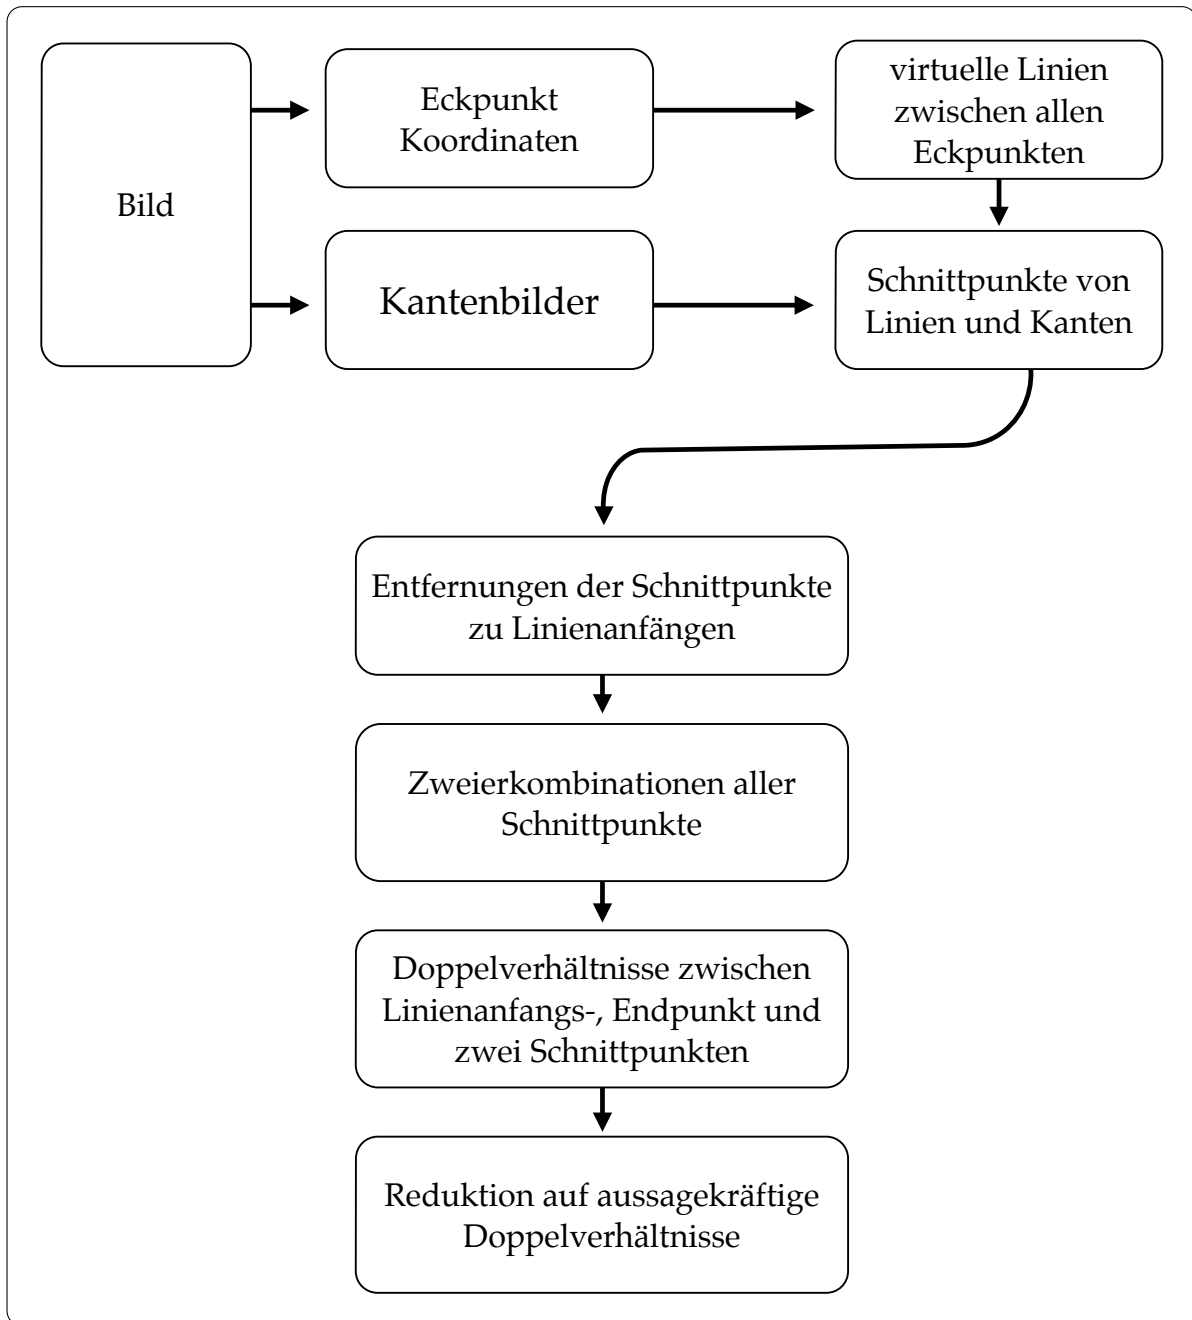 Bild
Eckpunkt
Koordinaten
virtuelle Linien
zwischen allen
Eckpunkten
Kantenbilder
Schnittpunkte von
Linien und Kanten
Entfernungen der Schnittpunkte
zu Linienanfängen
Zweierkombinationen aller
Schnittpunkte
Doppelverhältnisse zwischen
Linienanfangs-, Endpunkt und
zwei Schnittpunkten
Reduktion auf aussagekräftige
Doppelverhältnisse